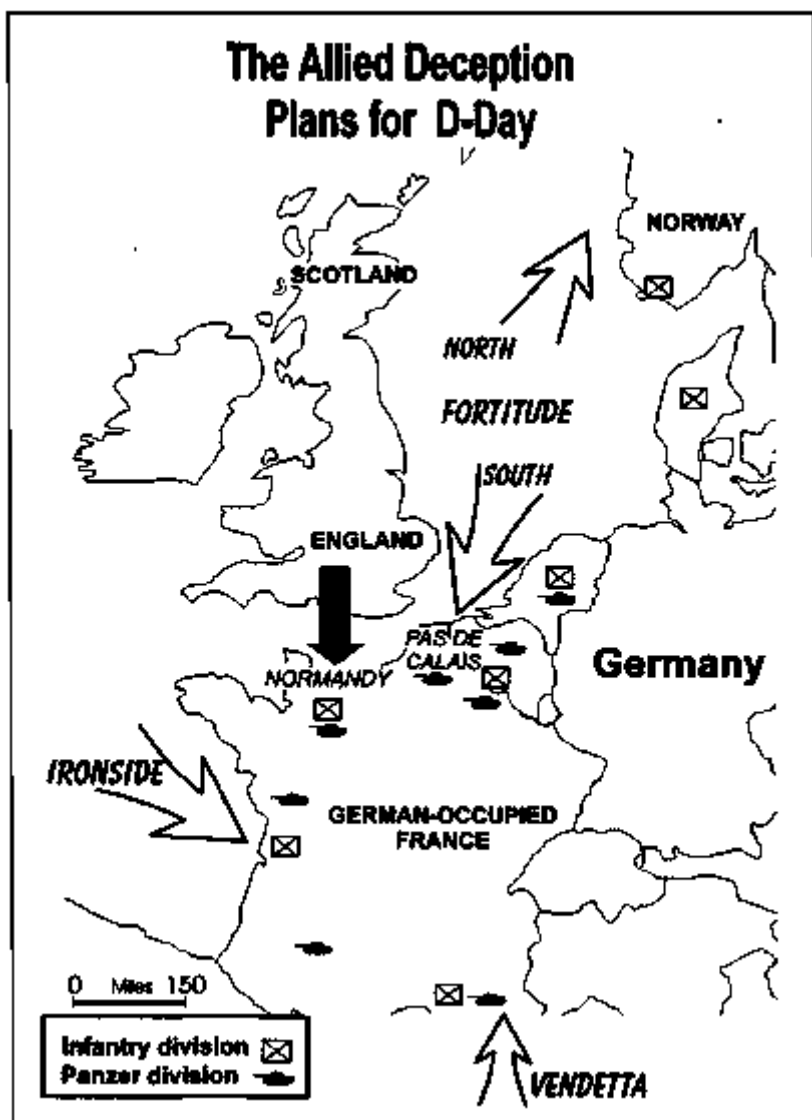 The Allied Deception
Plans for D-Day
NORWAY
SCOTLAND
NORTH
FORTITUDE
SOUTH
ENGLAND
PAS DE
CALAIS
Germany
NORMANDY
IRONSIDE
GERMAN-OCCUPIED
FRANCE
0 Miles 150
Infantry division
Panzer division
VENDETTA